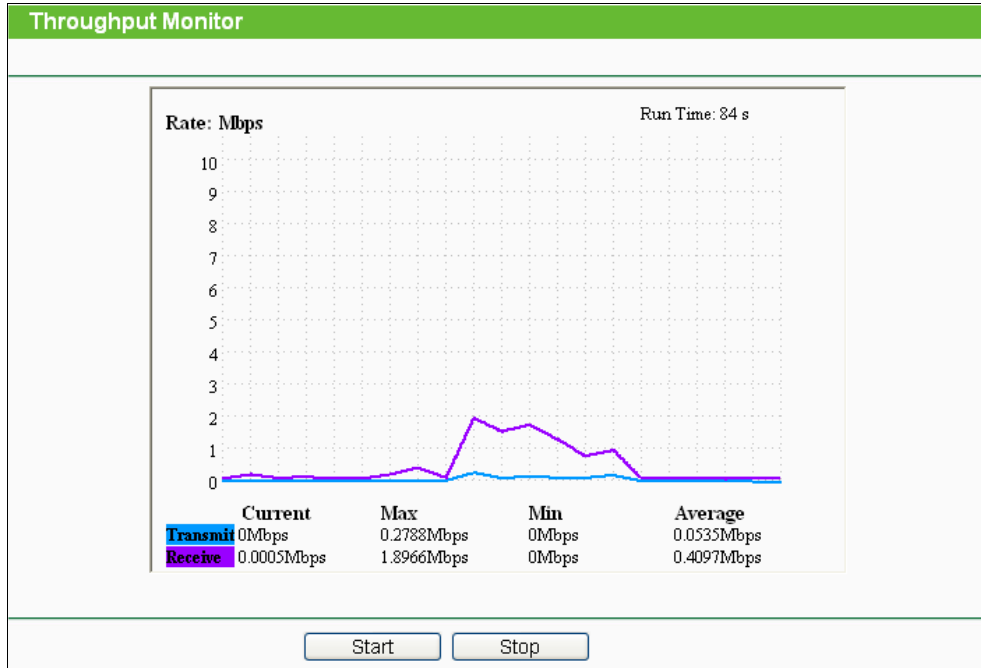 Throughput Monitor
Rate: Mbps
Run Time: 84 s
10
9
8
7
6
5
4
3
2
1
0
Current Max Min Average
Transmit 0Mbps 0.2788Mbps 0Mbps 0.0535Mbps
Receive 0.0005Mbps 1.8966Mbps 0Mbps 0.4097Mbps
Start Stop